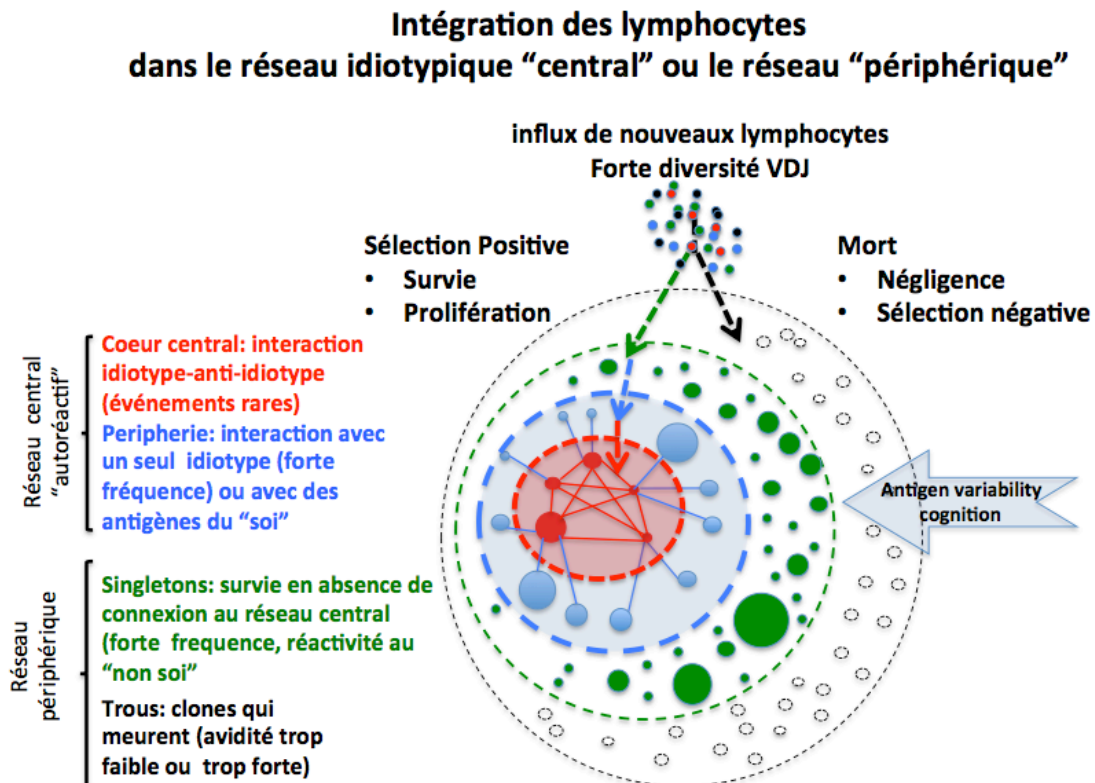 Intégration des lymphocytes
dans le réseau idiotypique “central” ou le réseau “périphérique”
influx de nouveaux lymphocytes
Forte diversité VDJ
Sélection Positive
• Survie
• Prolifération
Mort
• Négligence
• Sélection négative
Réseau central
“autoréactif”
Coeur central: interaction
idiotype-anti-idiotype
(événements rares)
Peripherie: interaction avec
un seul idiotype (forte
fréquence) ou avec des
antigènes du “soi”
Antigen variability
cognition
Réseau
périphérique
Singletons: survie en absence de
connexion au réseau central
(forte frequence, réactivité au
“non soi”
Trous: clones qui
meurent (avidité trop
faible ou trop forte)